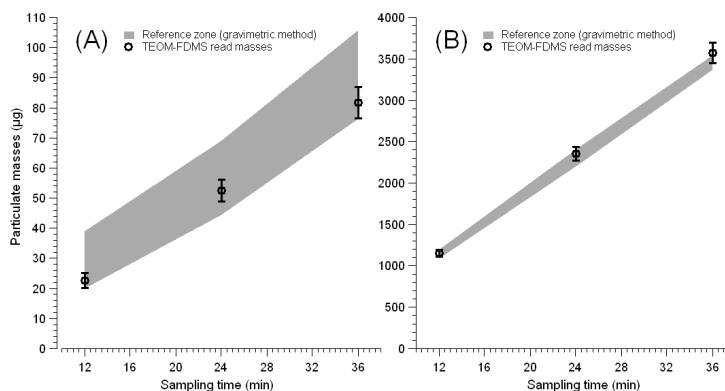 (A)
Reference zone (gravimetric method)
TEOM-FDMS read masses
Particulate masses (µg)
110
100
90
80
70
60
50
40
30
20
10
0
12 16 20 24 28 32 36
Sampling time (min)
(B)
Reference zone (gravimetric method)
TEOM-FDMS read masses
4000
3500
3000
2500
2000
1500
1000
500
0
12 16 20 24 28 32 36
Sampling time (min)